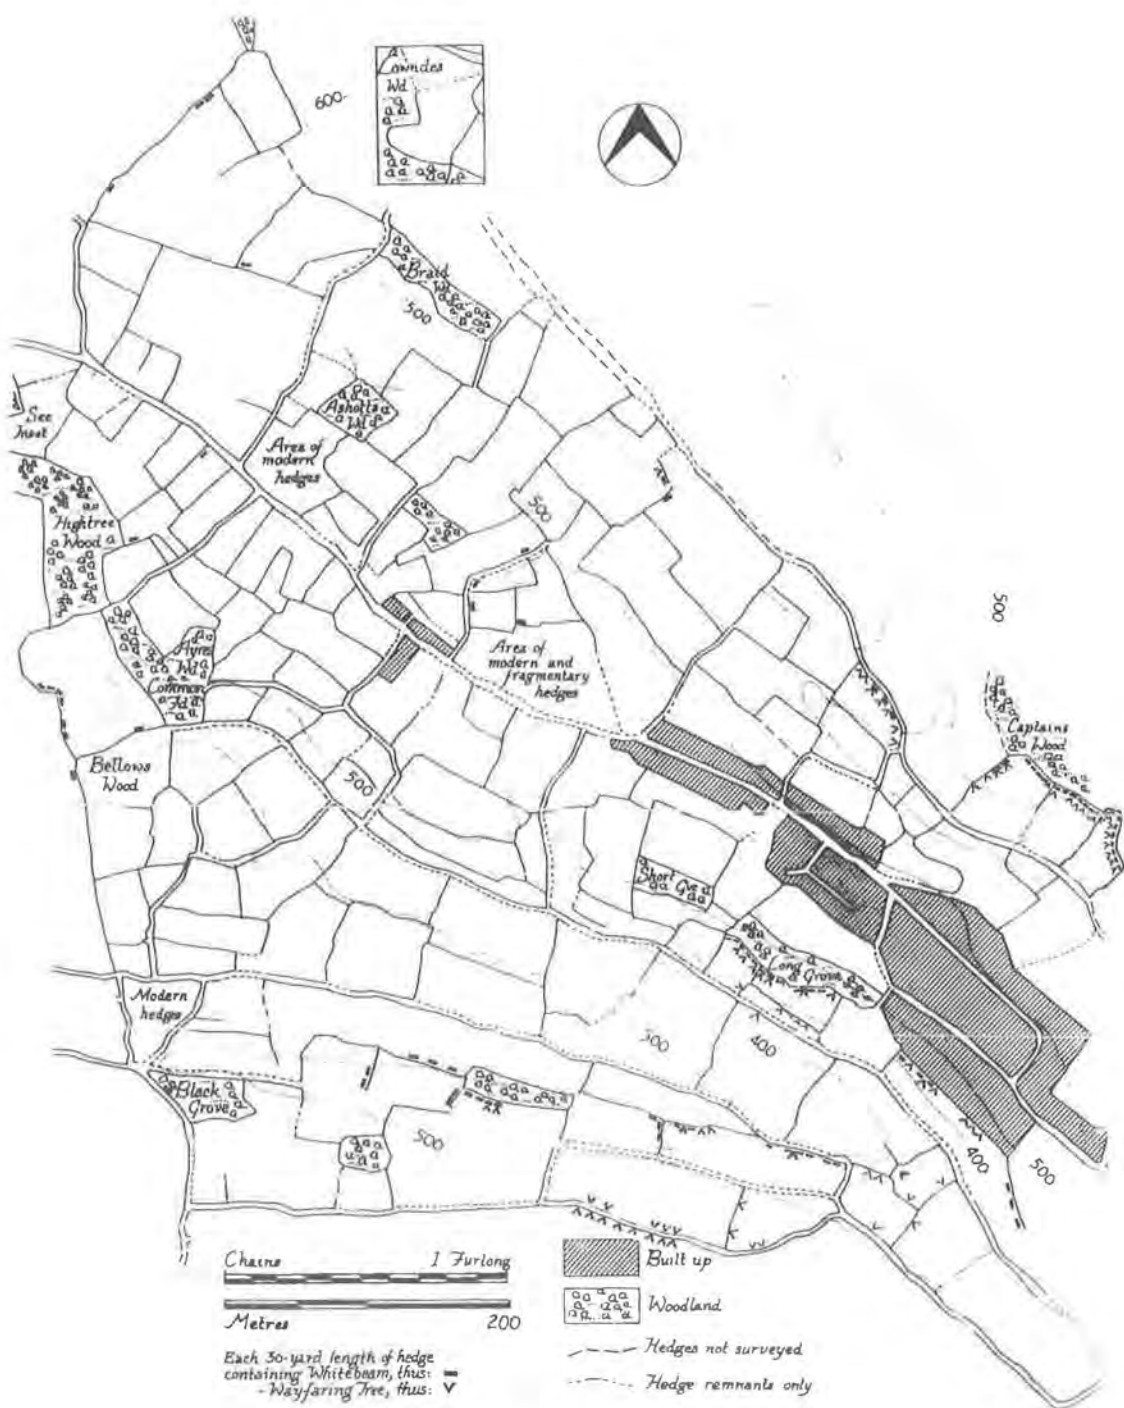 Lowndes
Wd
600
Braid
Wd
500
See
Inset
Ashotts
Wd
Area of
modern
hedges
500
Hightree
Wood
500
Ayres
Wd
Common
Fd
Area of
modern and
fragmentary
hedges
Captains
Wood
Bellows
Wood
500
Short Gve
Long
Grove
Modern
hedges
500
400
Black
Grove
500
400
500
Chains 1 Furlong
Metres 200
Each 30-yard length of hedge
containing Whitebeam, thus:
- Wayfaring Tree, thus:
Built up
Woodland
Hedges not surveyed
Hedge remnants only